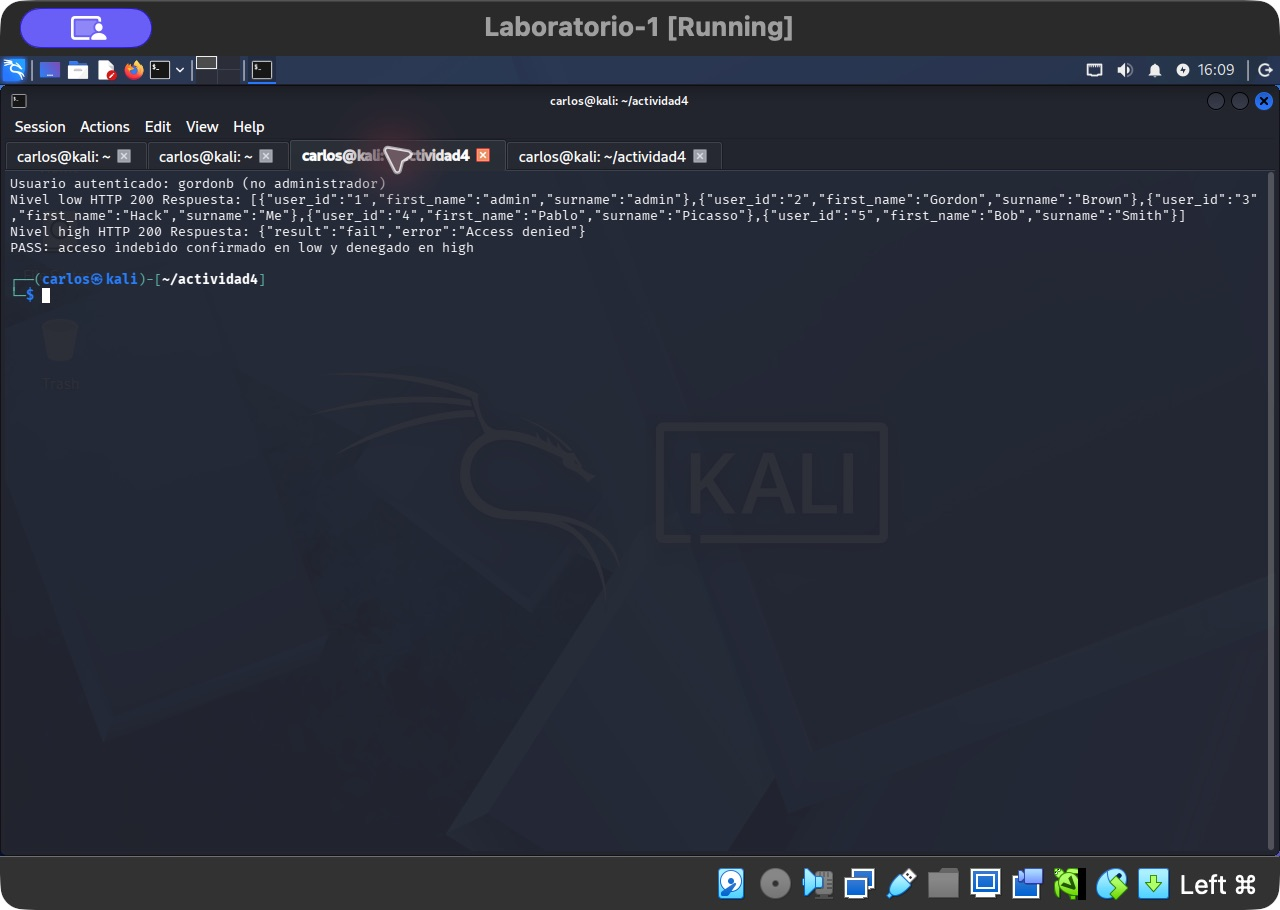 Laboratorio-1 [Running]
16:09
carlos@kali: ~/actividad4
Session Actions Edit View Help
carlos@kali: ~ carlos@kali: ~ carlos@kali: ~/actividad4 carlos@kali: ~/actividad4
Usuario autenticado: gordonb (no administrador)
Nivel low HTTP 200 Respuesta: [{"user_id":"1","first_name":"admin","surname":"admin"},{"user_id":"2","first_name":"Gordon","surname":"Brown"},{"user_id":"3"
,"first_name":"Hack","surname":"Me"},{"user_id":"4","first_name":"Pablo","surname":"Picasso"},{"user_id":"5","first_name":"Bob","surname":"Smith"}]
Nivel high HTTP 200 Respuesta: {"result":"fail","error":"Access denied"}
PASS: acceso indebido confirmado en low y denegado en high
┌──(carlos㉿kali)-[~/actividad4]
└─$
Trash
KALI
Left ⌘